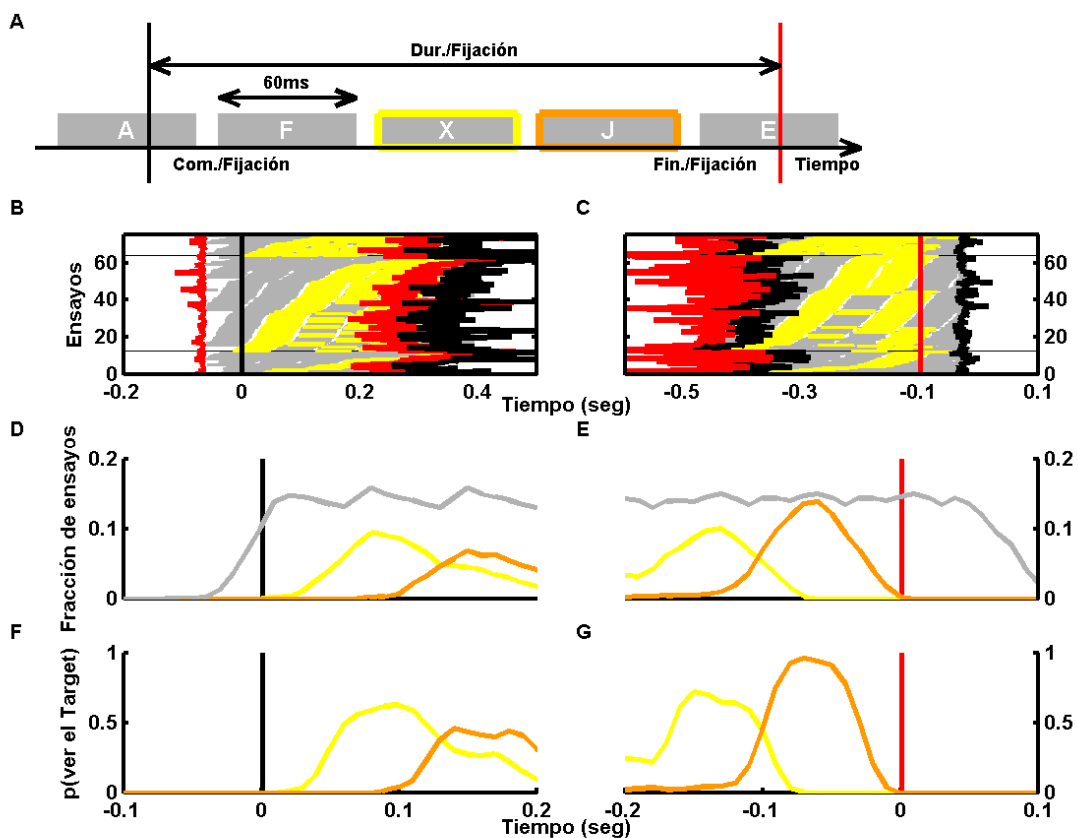 A
Dur./Fijación
60ms
A F X J E
Com./Fijación Fin./Fijación Tiempo
B C
Ensayos
60 60
40 40
20 20
0 0
-0.2 0 0.2 0.4 -0.5 -0.3 -0.1 0.1
Tiempo (seg)
D E
Fracción de ensayos
0.2 0.2
0.1 0.1
0 0
F G
p(ver el Target)
1 1
0.5 0.5
0 0
-0.1 0 0.1 0.2 -0.2 -0.1 0 0.1
Tiempo (seg)